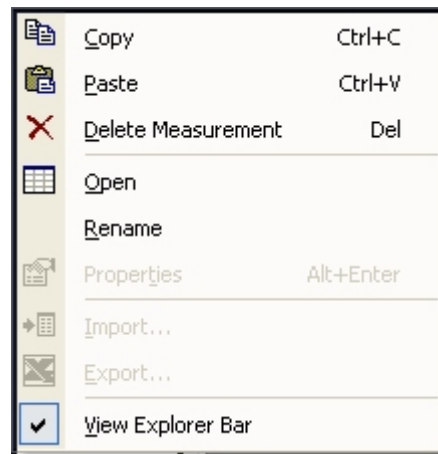 Copy Ctrl+C
Paste Ctrl+V
Delete Measurement Del
Open
Rename
Properties Alt+Enter
Import...
Export...
View Explorer Bar